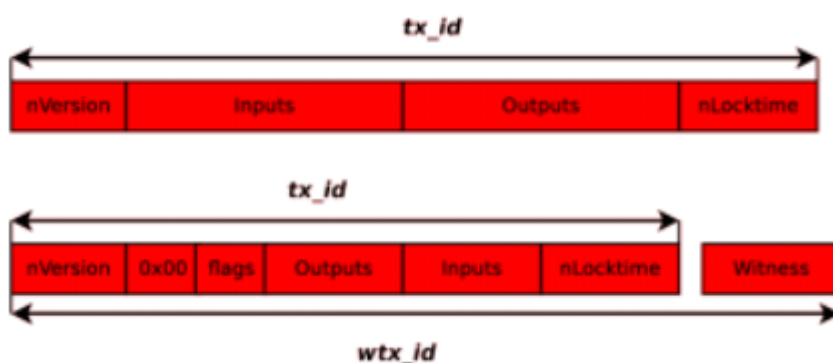 tx_id
nVersion Inputs Outputs nLocktime
tx_id
nVersion 0x00 flags Outputs Inputs nLocktime Witness
wtx_id